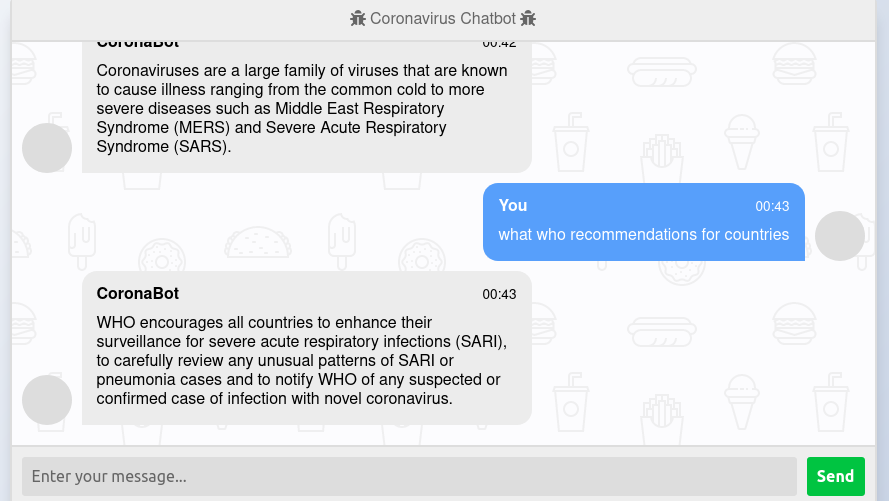 Coronavirus Chatbot
CoronaBot 00:42
Coronaviruses are a large family of viruses that are known
to cause illness ranging from the common cold to more
severe diseases such as Middle East Respiratory
Syndrome (MERS) and Severe Acute Respiratory
Syndrome (SARS).
You 00:43
what who recommendations for countries
CoronaBot 00:43
WHO encourages all countries to enhance their
surveillance for severe acute respiratory infections (SARI),
to carefully review any unusual patterns of SARI or
pneumonia cases and to notify WHO of any suspected or
confirmed case of infection with novel coronavirus.
Enter your message... Send